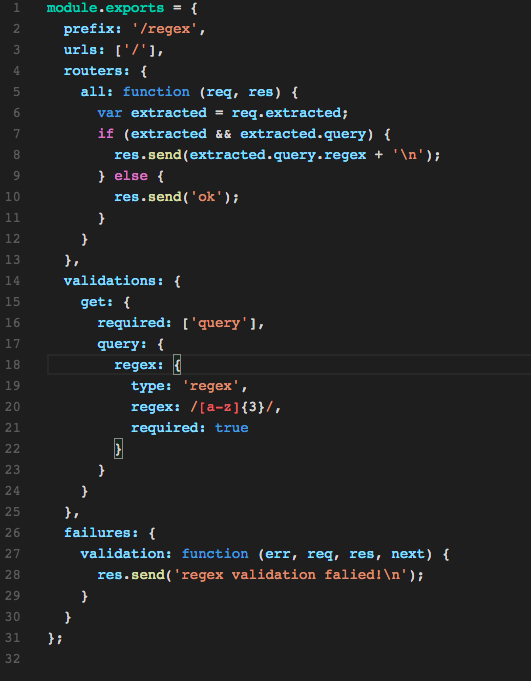 1 module.exports = {
2   prefix: '/regex',
3   urls: ['/'],
4   routers: {
5     all: function (req, res) {
6       var extracted = req.extracted;
7       if (extracted && extracted.query) {
8         res.send(extracted.query.regex + '\n');
9       } else {
10         res.send('ok');
11       }
12     }
13   },
14   validations: {
15     get: {
16       required: ['query'],
17       query: {
18         regex: {
19           type: 'regex',
20           regex: /[a-z]{3}/,
21           required: true
22         }
23       }
24     }
25   },
26   failures: {
27     validation: function (err, req, res, next) {
28       res.send('regex validation falied!\n');
29     }
30   }
31 };
32